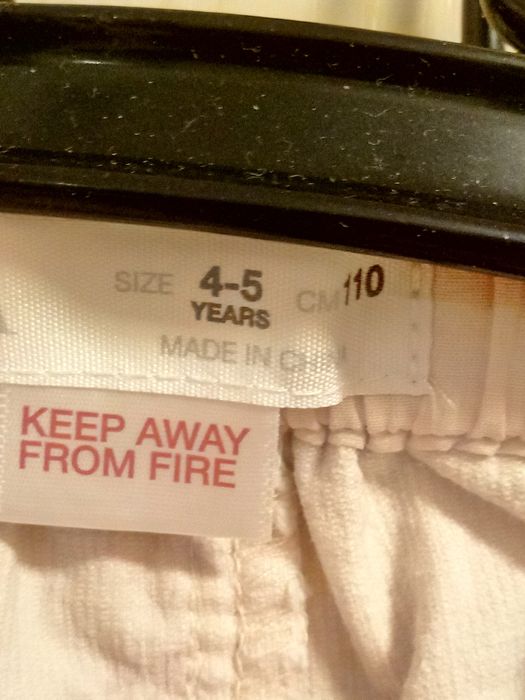 SIZE 4-5 CM 110
YEARS
MADE IN
KEEP AWAY
FROM FIRE